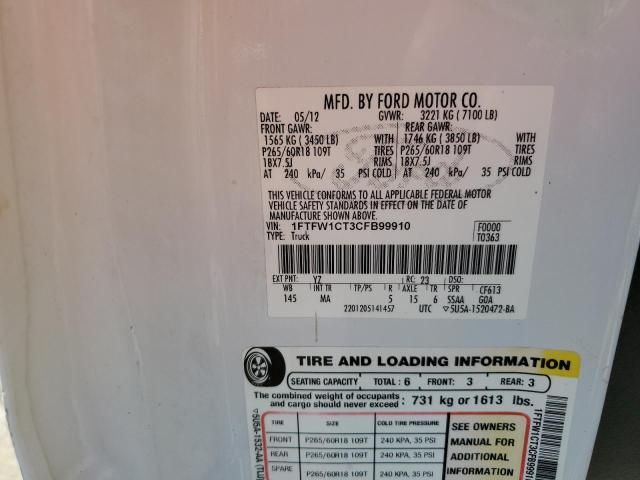 MFD. BY FORD MOTOR CO.
DATE: 05/12 GVWR: 3221 KG ( 7100 LB)
FRONT GAWR: REAR GAWR:
1565 KG ( 3450 LB) WITH 1746 KG ( 3850 LB) WITH
P265/60R18 109T TIRES P265/60R18 109T TIRES
18X7.5J RIMS 18X7.5J RIMS
AT 240 kPa/ 35 PSI COLD AT 240 kPa/ 35 PSI COLD
THIS VEHICLE CONFORMS TO ALL APPLICABLE FEDERAL MOTOR
VEHICLE SAFETY STANDARDS IN EFFECT ON THE DATE OF
MANUFACTURE SHOWN ABOVE.
VIN: 1FTFW1CT3CFB99910 F0000
TYPE: Truck T0363
EXT PNT: YZ RC: 23 DSO:
WB INT TR TP/PS R AXLE TR SPR CF613
145 MA 5 15 6 SSAA GOA
2201205141457 UTC ▽5U5A-1520472-BA
TIRE AND LOADING INFORMATION
SEATING CAPACITY TOTAL : 6 FRONT: 3 REAR: 3
The combined weight of occupants
and cargo should never exceed: 731 kg or 1613 lbs.
TIRE SIZE COLD TIRE PRESSURE
FRONT P265/60R18 109T 240 KPA, 35 PSI
REAR P265/60R18 109T 240 KPA, 35 PSI
SPARE P265/60R18 109T 240 KPA, 35 PSI
SEE OWNERS
MANUAL FOR
ADDITIONAL
INFORMATION
▽5U5A-1532-AA (TLU)
1FTFW1CT3CFB9991